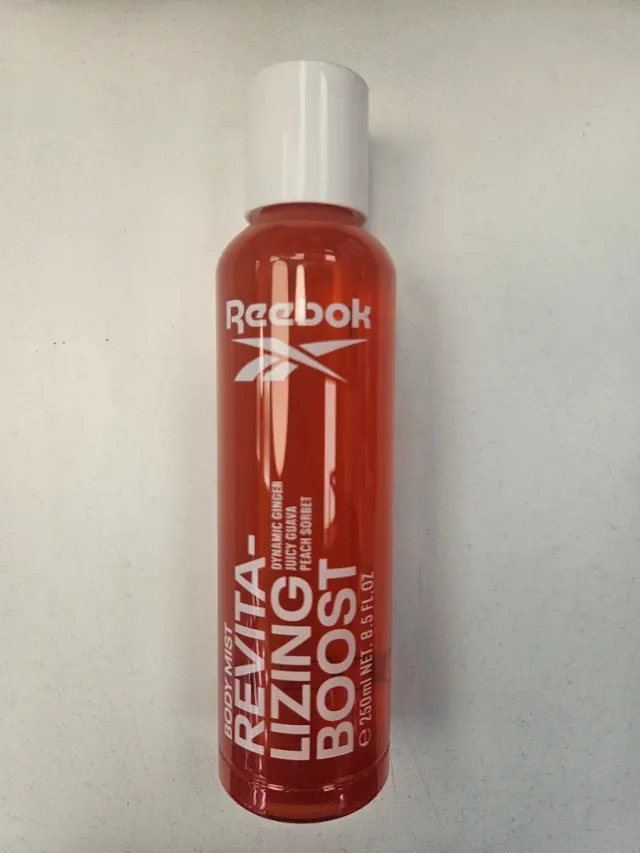 Reebok
DYNAMIC GINGER
JUICY GUAVA
PEACH SORBET
BODY MIST
REVITA-
LIZING
BOOST
℮ 250ml NET. 8.5 FL.OZ